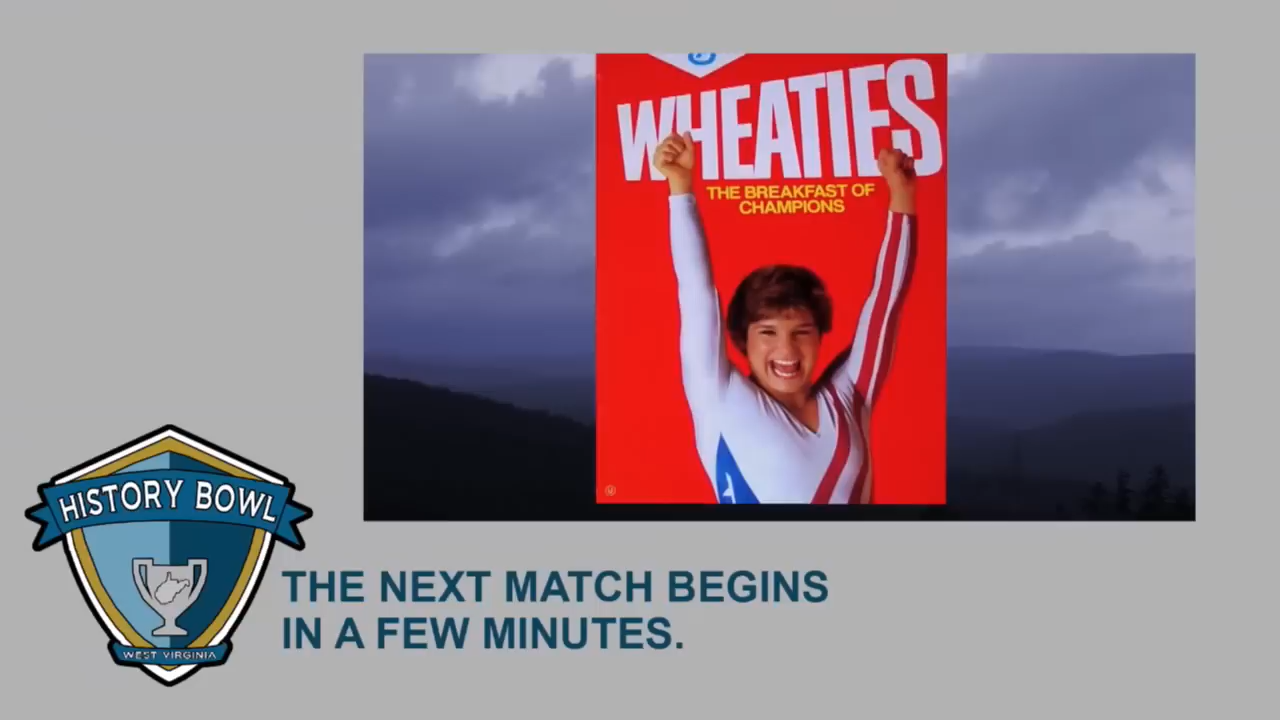 WHEATIES
THE BREAKFAST OF
CHAMPIONS
HISTORY BOWL
WEST VIRGINIA
THE NEXT MATCH BEGINS
IN A FEW MINUTES.